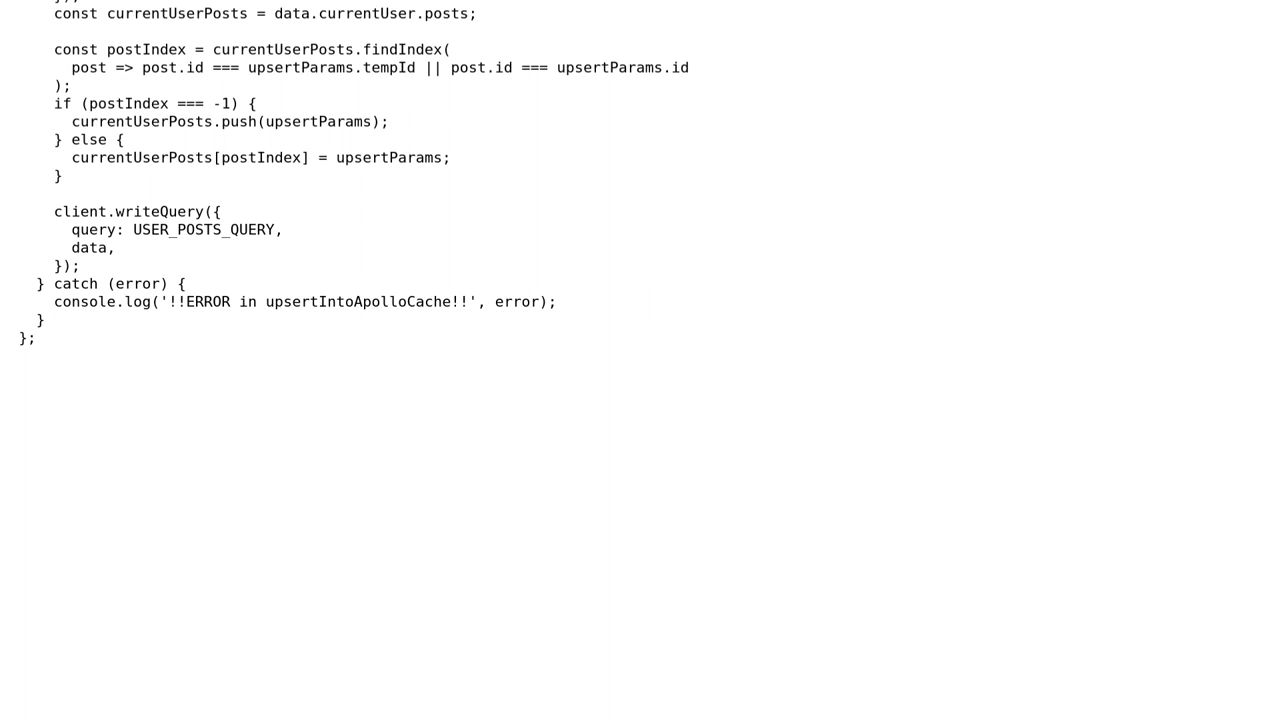 });
const currentUserPosts = data.currentUser.posts;
const postIndex = currentUserPosts.findIndex(
post => post.id === upsertParams.tempId || post.id === upsertParams.id
);
if (postIndex === -1) {
currentUserPosts.push(upsertParams);
} else {
currentUserPosts[postIndex] = upsertParams;
}
client.writeQuery({
query: USER_POSTS_QUERY,
data,
});
} catch (error) {
console.log('!!ERROR in upsertIntoApolloCache!!', error);
}
};